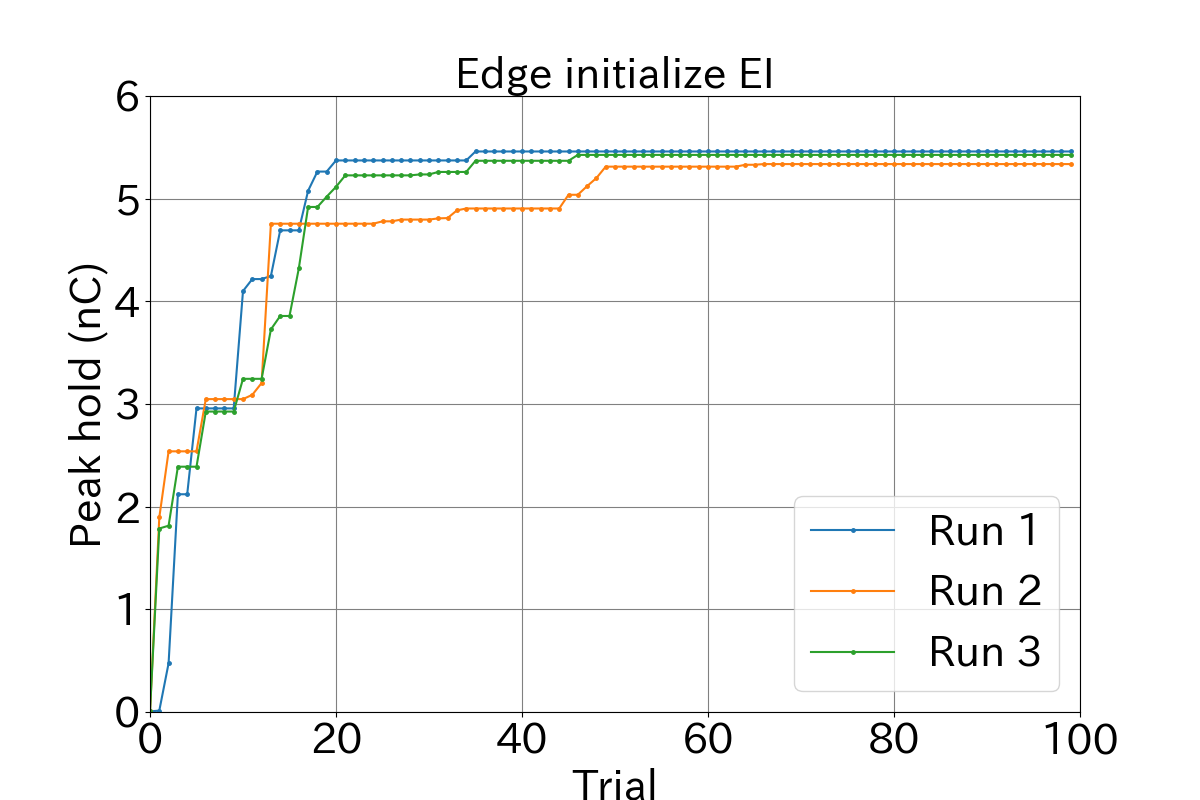 Edge initialize EI
Peak hold (nC)
6
5
4
3
2
1
0
0 20 40 60 80 100
Trial
Run 1
Run 2
Run 3